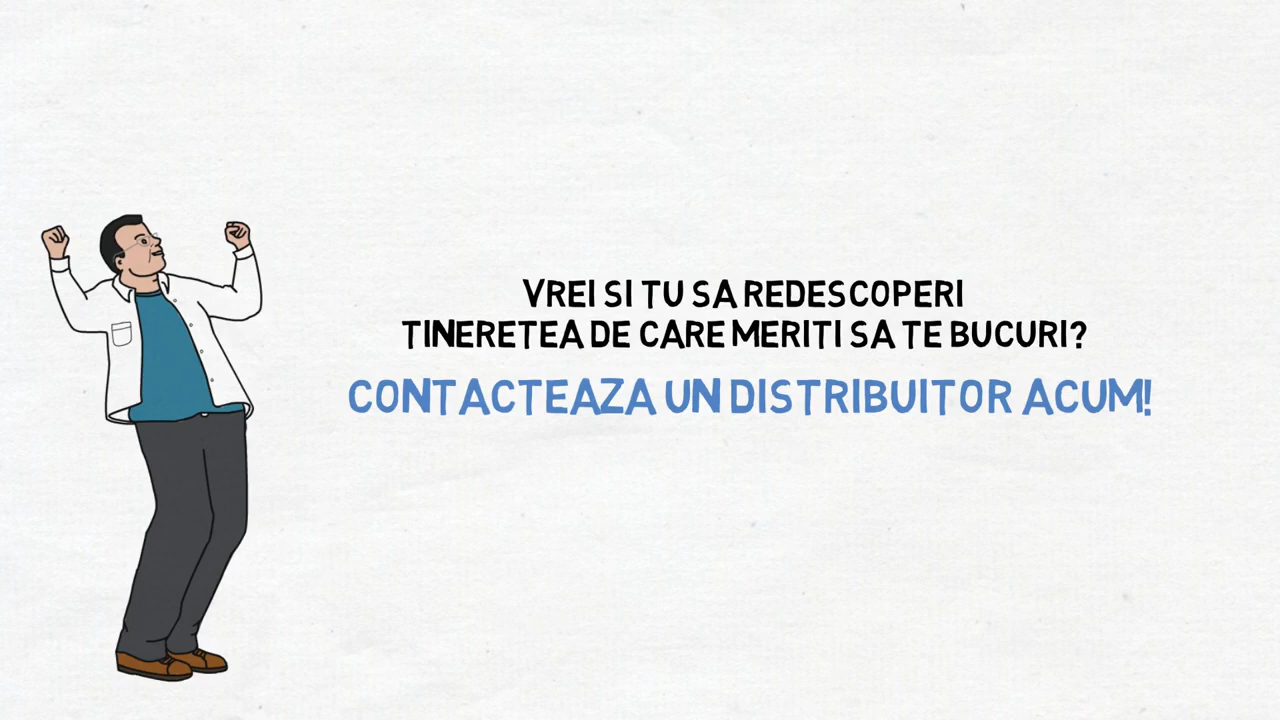 VREI SI TU SA REDESCOPERI
TINERETEA DE CARE MERITI SA TE BUCURI?
CONTACTEAZA UN DISTRIBUITOR ACUM!